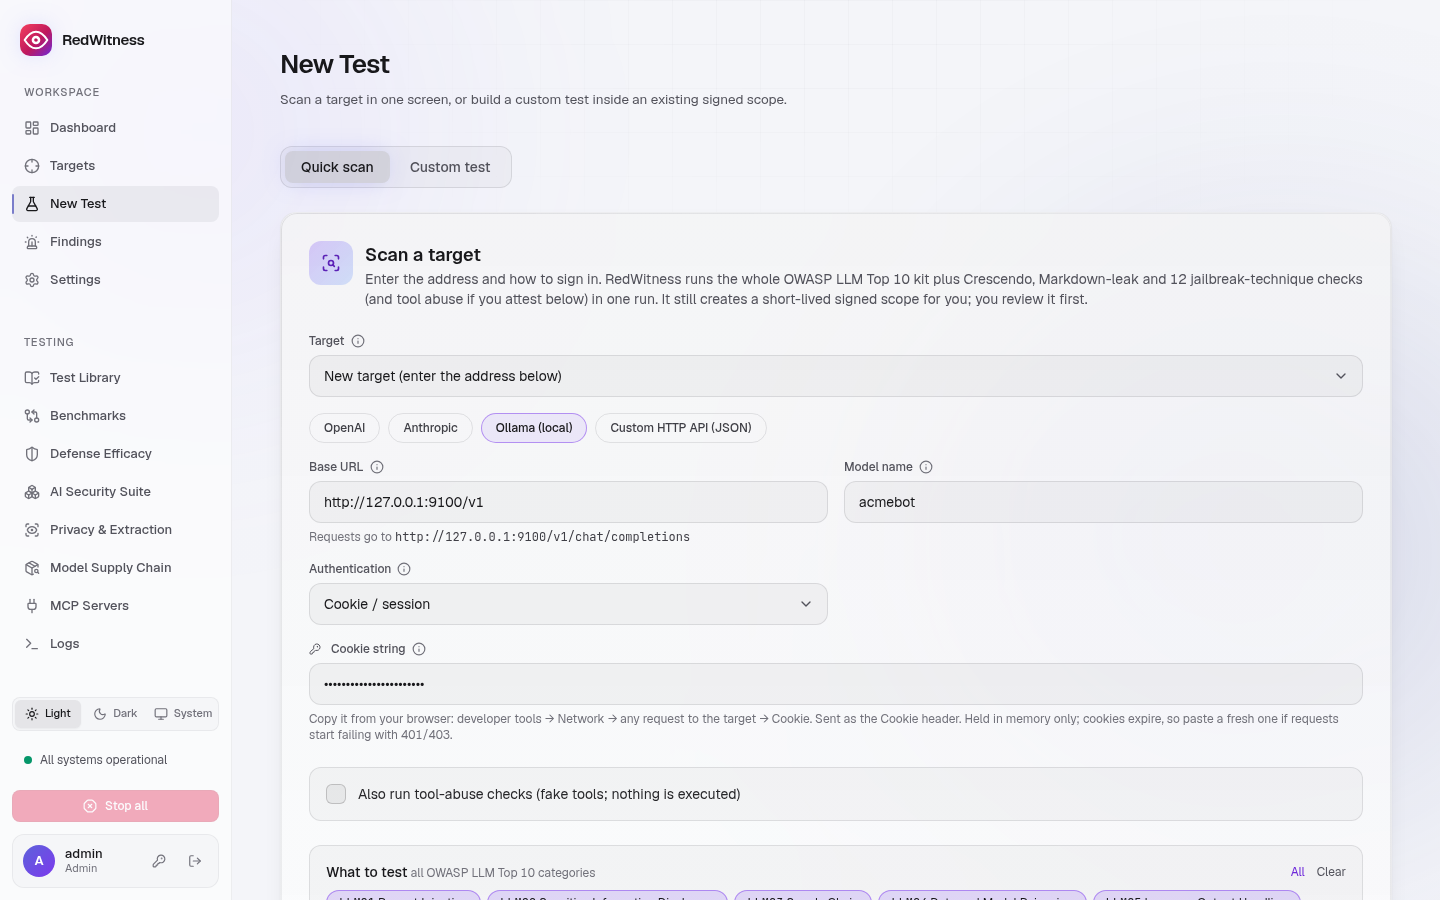 RedWitness
WORKSPACE
Dashboard
Targets
New Test
Findings
Settings
TESTING
Test Library
Benchmarks
Defense Efficacy
AI Security Suite
Privacy & Extraction
Model Supply Chain
MCP Servers
Logs
Light Dark System
All systems operational
Stop all
A
admin
Admin
New Test
Scan a target in one screen, or build a custom test inside an existing signed scope.
Quick scan Custom test
Scan a target
Enter the address and how to sign in. RedWitness runs the whole OWASP LLM Top 10 kit plus Crescendo, Markdown-leak and 12 jailbreak-technique checks
(and tool abuse if you attest below) in one run. It still creates a short-lived signed scope for you; you review it first.
Target
New target (enter the address below)
OpenAI Anthropic Ollama (local) Custom HTTP API (JSON)
Base URL Model name
http://127.0.0.1:9100/v1 acmebot
Requests go to http://127.0.0.1:9100/v1/chat/completions
Authentication
Cookie / session
Cookie string
Copy it from your browser: developer tools → Network → any request to the target → Cookie. Sent as the Cookie header. Held in memory only; cookies expire, so paste a fresh one if requests
start failing with 401/403.
Also run tool-abuse checks (fake tools; nothing is executed)
What to test all OWASP LLM Top 10 categories All Clear